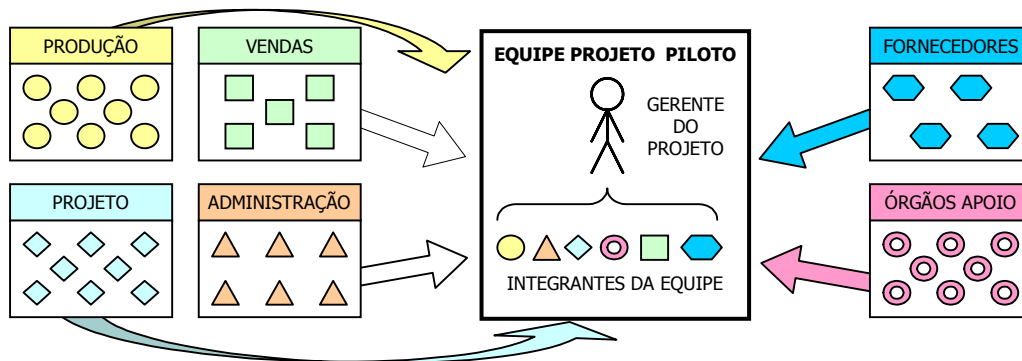 PRODUÇÃO
VENDAS
EQUIPE PROJETO PILOTO
GERENTE
DO
PROJETO
FORNECEDORES
PROJETO
ADMINISTRAÇÃO
INTEGRANTES DA EQUIPE
ÓRGÃOS APOIO